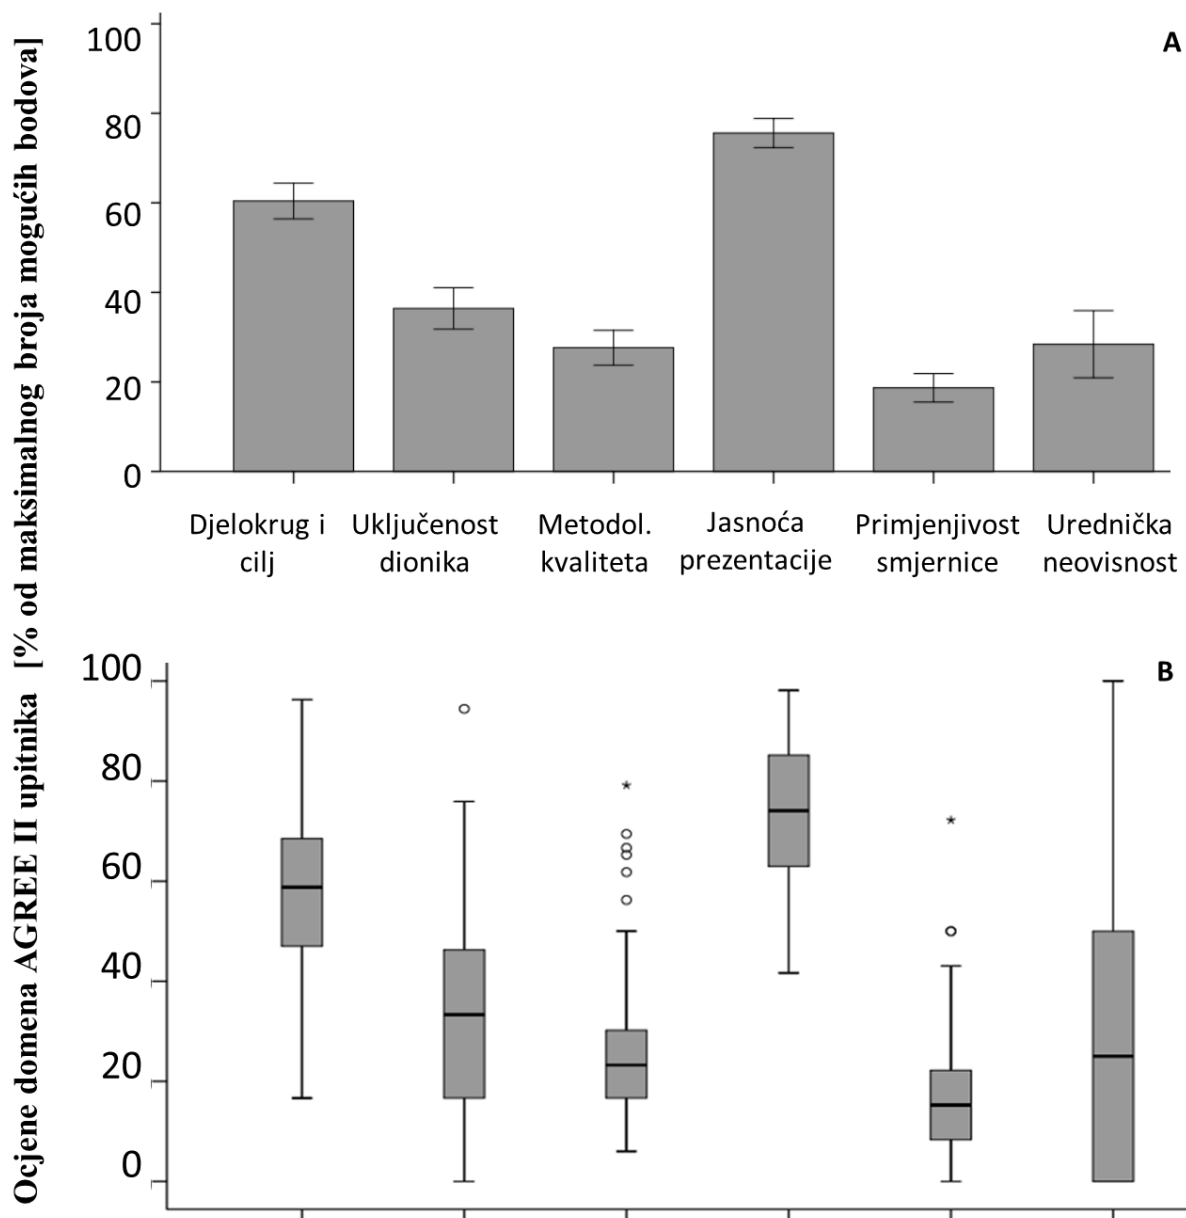 Ocjene domena AGREE II upitnika [% od maksimalnog broja mogućih bodova]
A
100
80
60
40
20
0
Djelokrug i
cilj
Uključenost
dionika
Metodol.
kvaliteta
Jasnoća
prezentacije
Primjenjivost
smjernice
Urednička
neovisnost
B
100
80
60
40
20
0